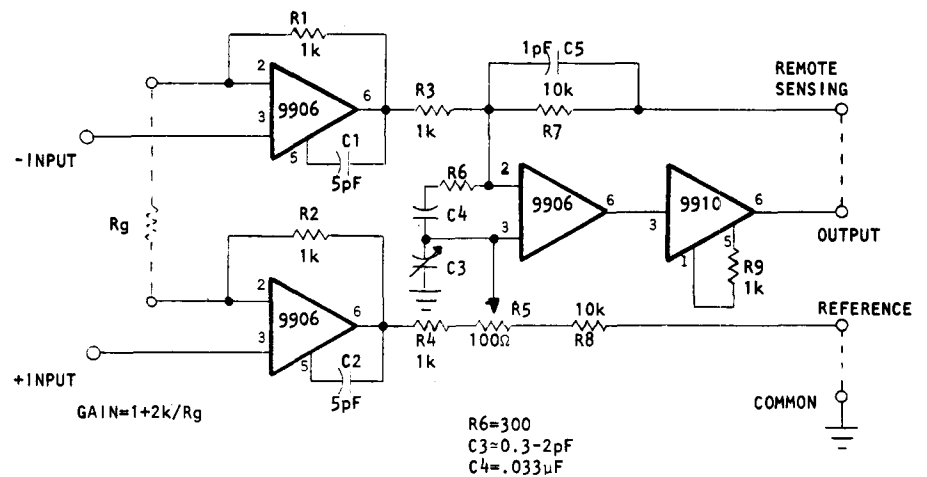 R1
1k
2
9906
6
3
5
C1
5pF
-INPUT
R3
1k
1pF C5
10k
R7
REMOTE
SENSING
R6
C4
C3
2
9906
6
3
3
9910
6
5
1
R9
1k
OUTPUT
Rg
R2
1k
2
9906
6
3
5
C2
5pF
+INPUT
R4
1k
R5
100Ω
10k
R8
REFERENCE
COMMON
GAIN=1+2k/Rg
R6=300
C3≈0.3-2pF
C4=.033µF